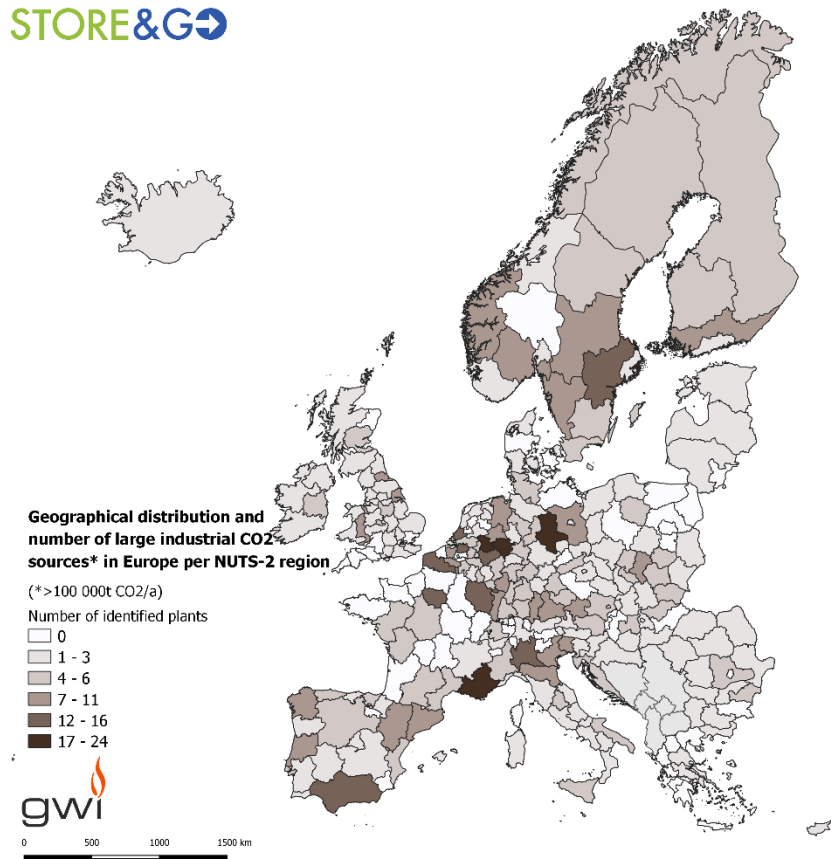 STORE&GO
Geographical distribution and
number of large industrial CO2-
sources* in Europe per NUTS-2 region
(*>100 000t CO2/a)
Number of identified plants
0
1 - 3
4 - 6
7 - 11
12 - 16
17 - 24
gwi
0 500 1000 1500 km